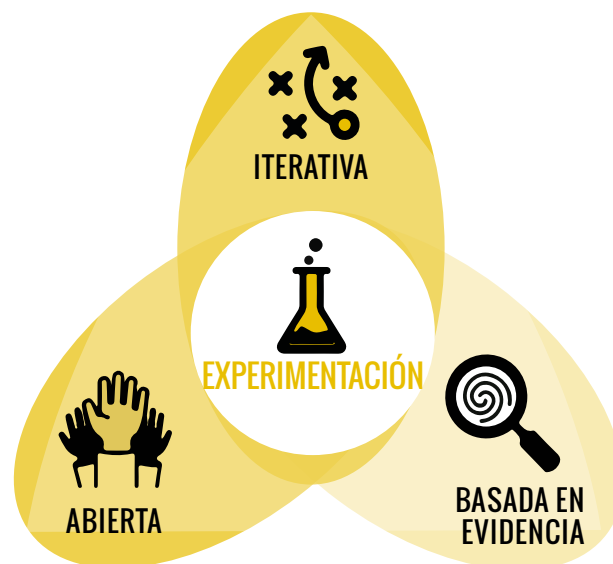 ITERATIVA
EXPERIMENTACIÓN
ABIERTA
BASADA EN
EVIDENCIA